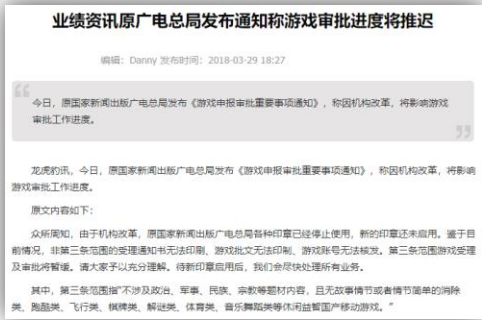 业绩资讯原广电总局发布通知称游戏审批进度将推迟
编辑：Danny 发布时间：2018-03-29 18:27
今日，原国家新闻出版广电总局发布《游戏申报审批重要事项通知》，称因机构改革，将影响游戏
审批工作进度。
龙虎豹讯，今日，原国家新闻出版广电总局发布《游戏申报审批重要事项通知》，称因机构改革，将影响
游戏审批工作进度。
原文内容如下：
众所周知，由于机构改革，原国家新闻出版广电总局各种印章已经停止使用，新的印章还未启用。鉴于目
前情况，非第三条范围的受理通知书无法印制、游戏批文无法印制、游戏账号无法核发。第三条范围游戏受理
及审批将暂缓。请大家予以充分理解。待新印章启用后，我们会尽快处理所有业务。
其中，第三条范围指“不涉及政治、军事、民族、宗教等题材内容，且无故事情节或者情节简单的消除
类、跑酷类、飞行类、棋牌类、解谜类、体育类、音乐舞蹈类等休闲益智国产移动游戏。”